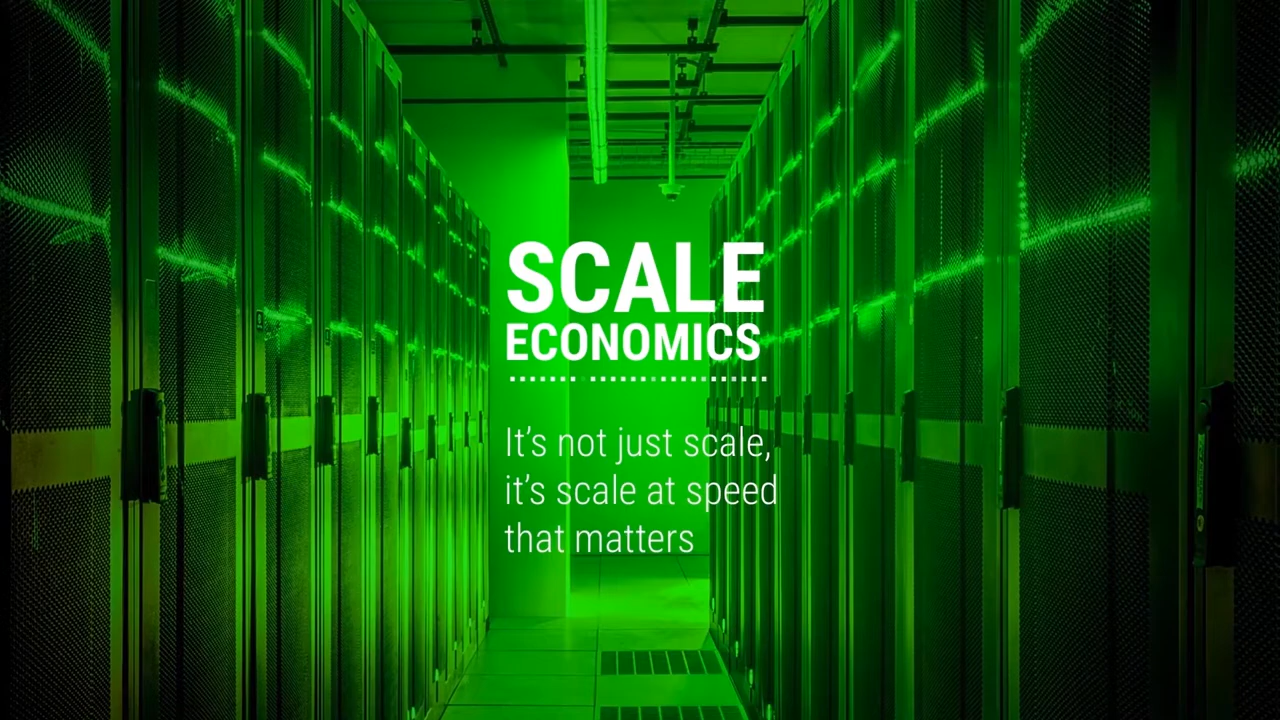 SCALE
ECONOMICS
It’s not just scale,
it’s scale at speed
that matters